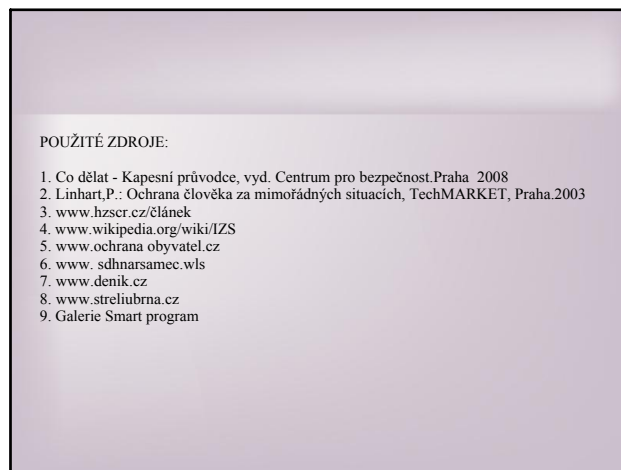 POUŽITÉ ZDROJE:
1. Co dělat - Kapesní průvodce, vyd. Centrum pro bezpečnost.Praha  2008
2. Linhart,P.: Ochrana člověka za mimořádných situacích, TechMARKET, Praha.2003
3. www.hzscr.cz/článek
4. www.wikipedia.org/wiki/IZS
5. www.ochrana obyvatel.cz
6. www. sdhnarsamec.wls
7. www.denik.cz
8. www.streliubrna.cz
9. Galerie Smart program